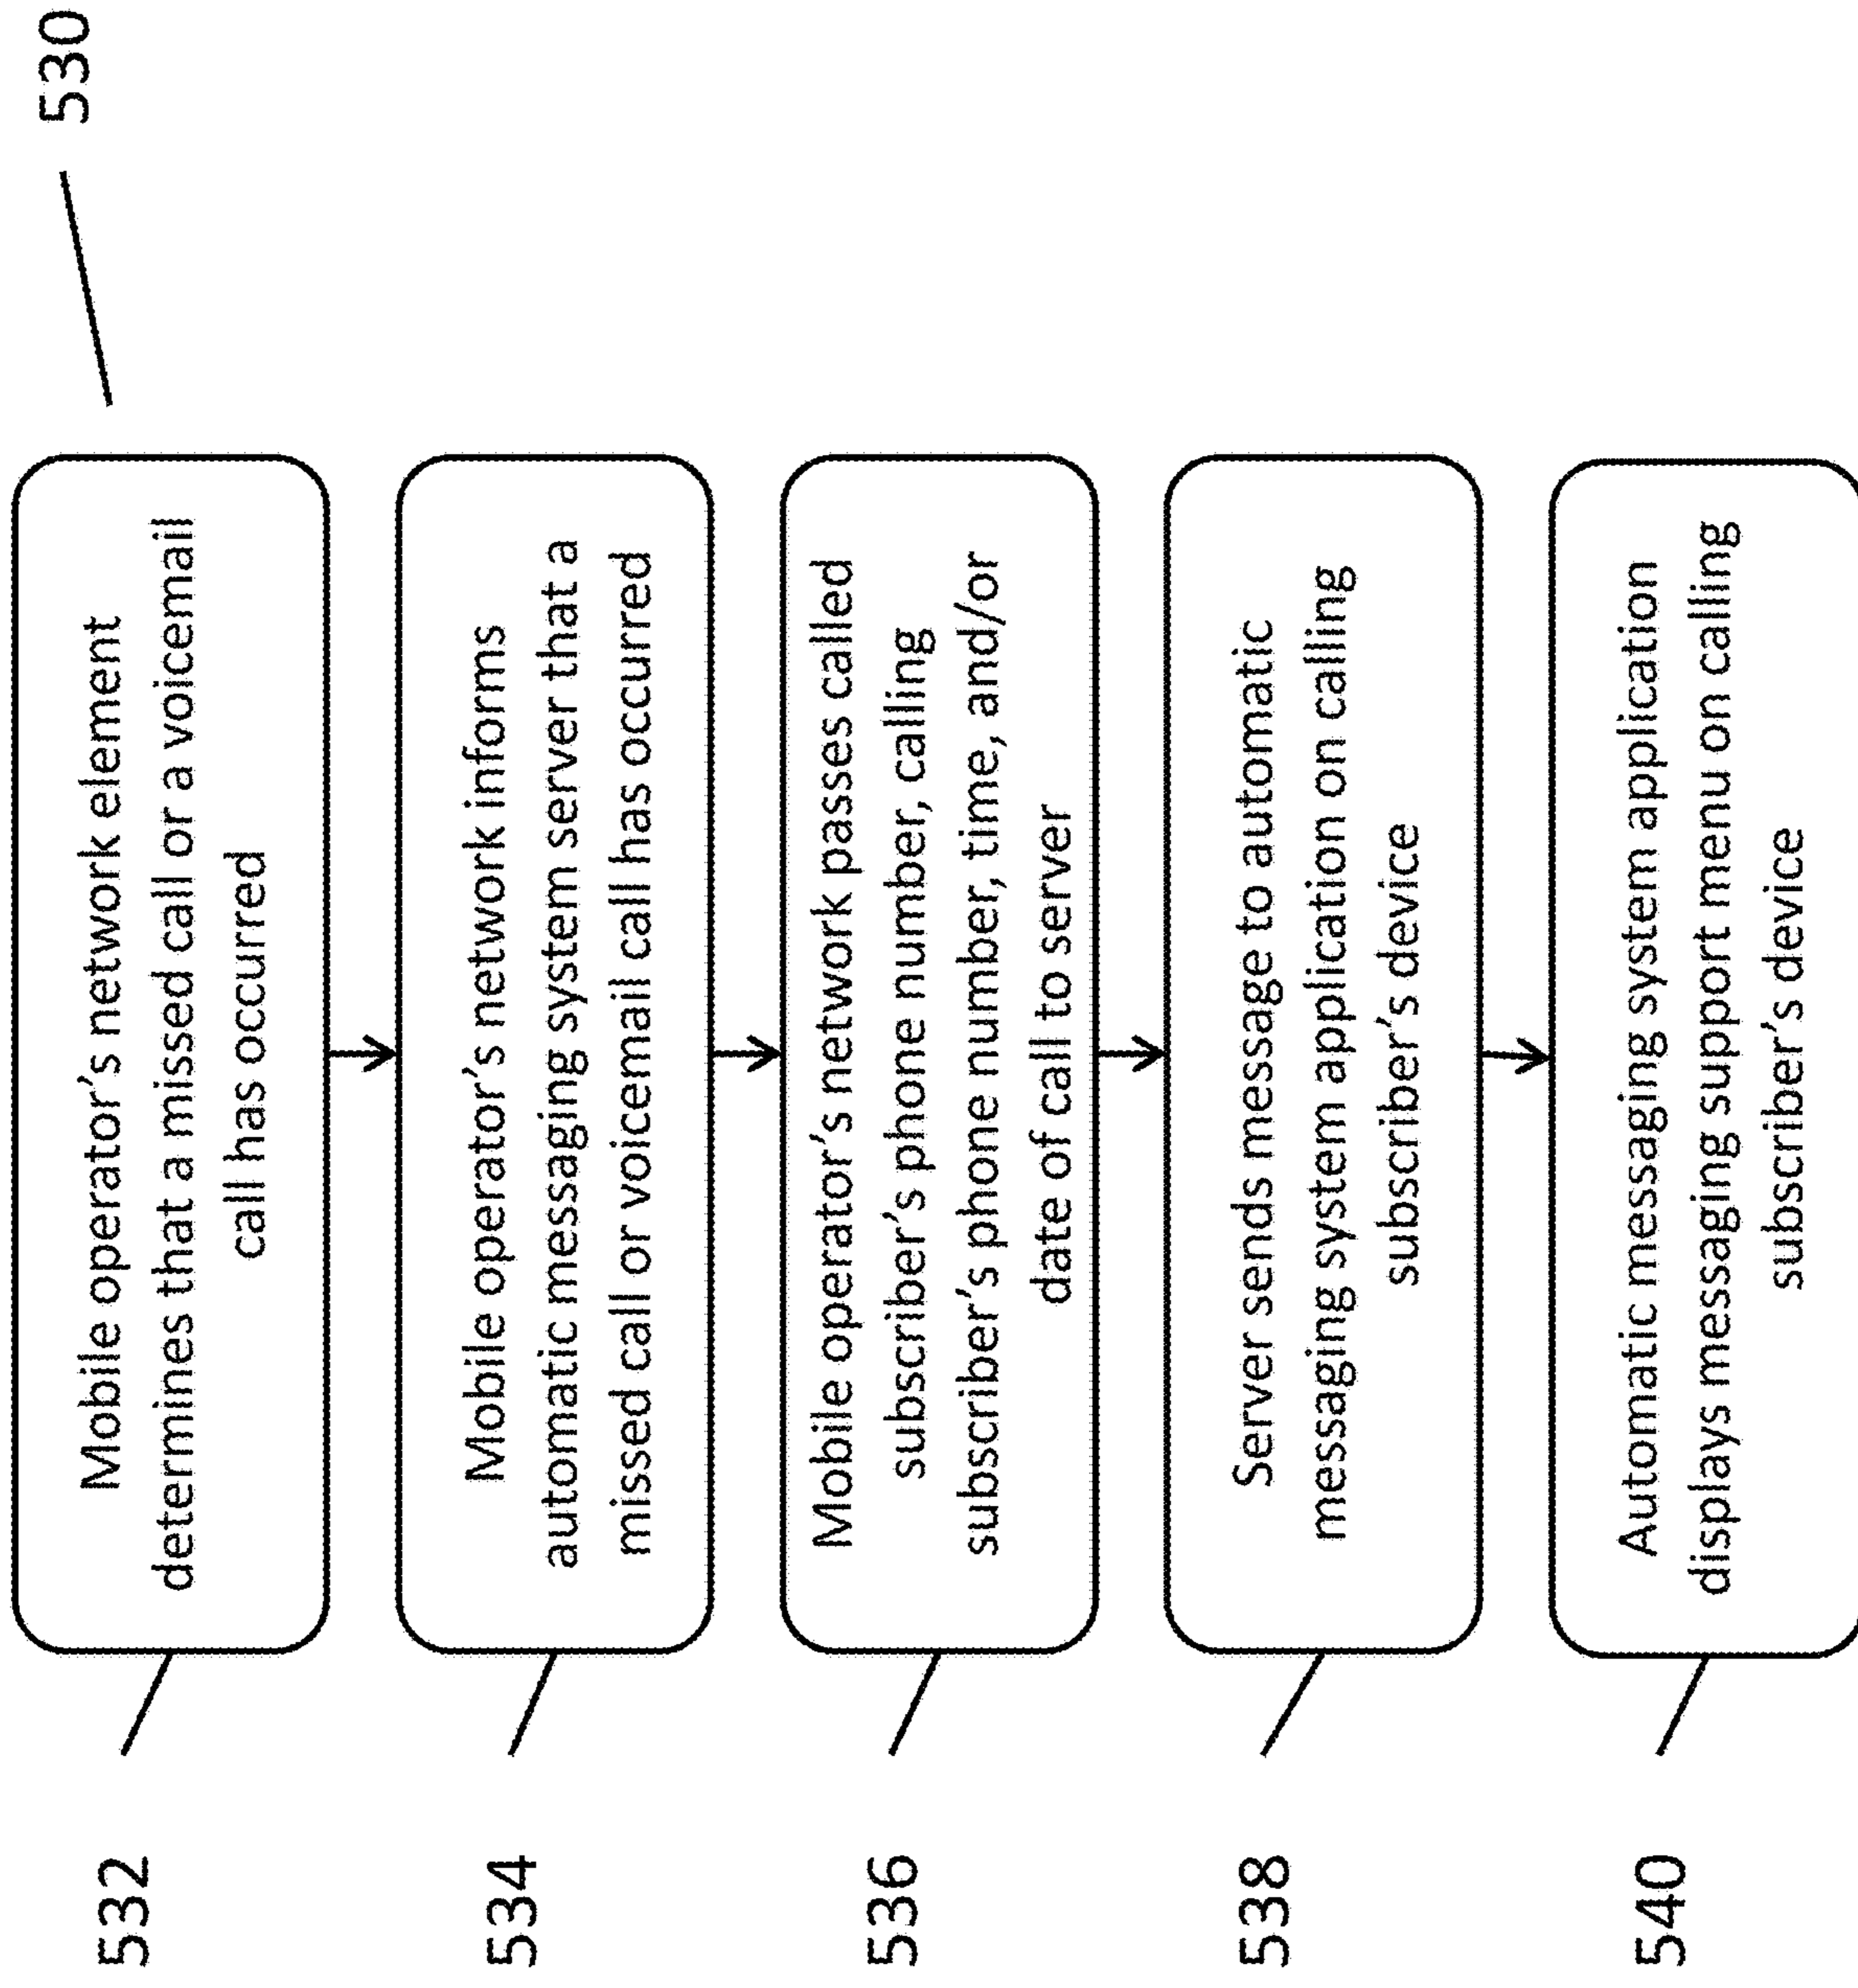 530
532
Mobile operator's network element
determines that a missed call or a voicemail
call has occurred
534
Mobile operator's network informs
automatic messaging system server that a
missed call or voicemail call has occurred
536
Mobile operator's network passes called
subscriber's phone number, calling
subscriber's phone number, time, and/or
date of call to server
538
Server sends message to automatic
messaging system application on calling
subscriber's device
540
Automatic messaging system application
displays messaging support menu on calling
subscriber's device